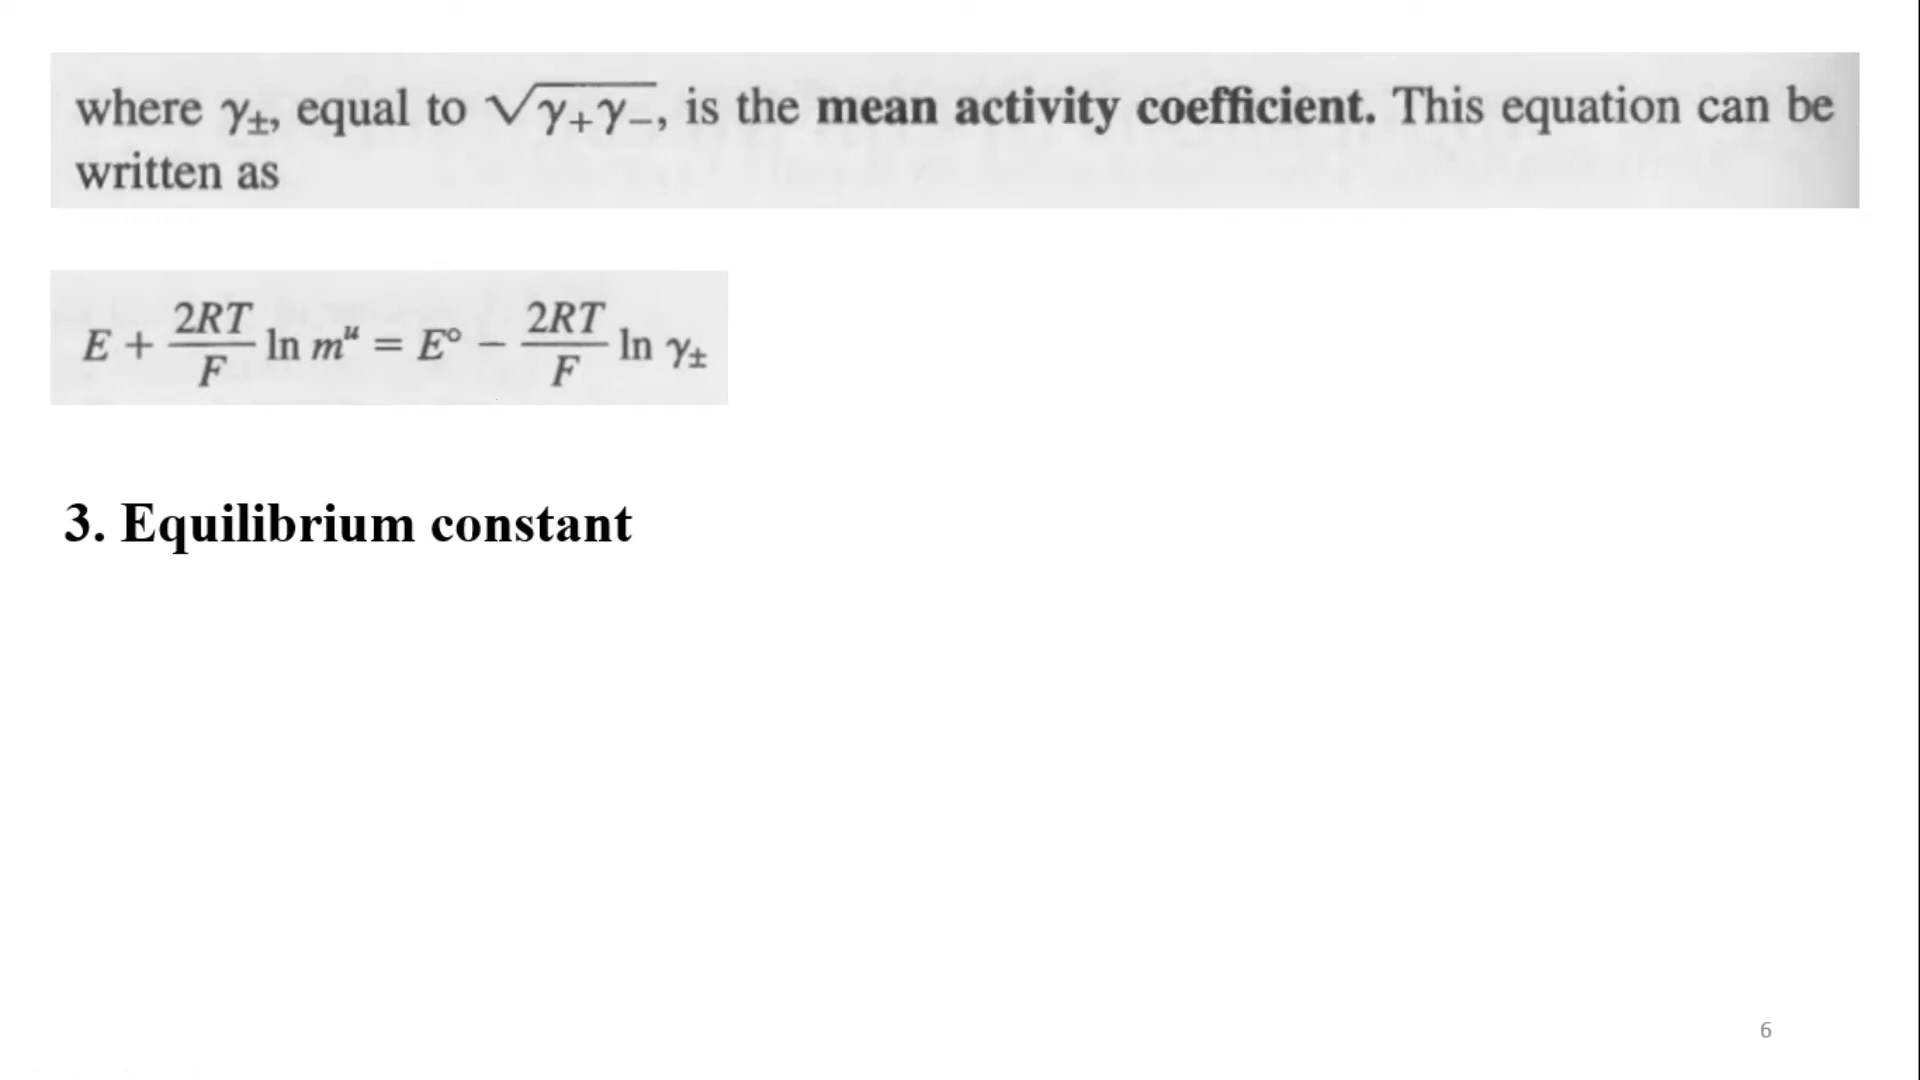 where γ±, equal to √γ+γ−, is the mean activity coefficient. This equation can be
written as
E + 2RT/F ln mᵘ = E° − 2RT/F ln γ±
3. Equilibrium constant
6